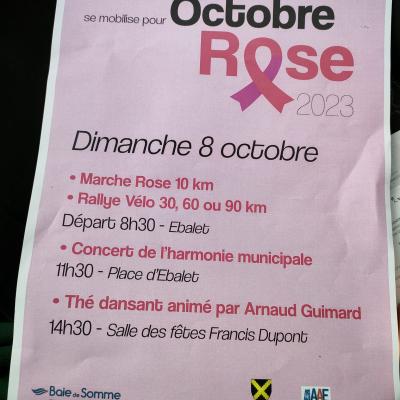 se mobilise pour Octobre
Rose
2023
Dimanche 8 octobre
• Marche Rose 10 km
• Rallye Vélo 30, 60 ou 90 km
Départ 8h30 - Ebalet
• Concert de l'harmonie municipale
11h30 - Place d'Ebalet
• Thé dansant animé par Arnaud Guimard
14h30 - Salle des fêtes Francis Dupont
Baie de Somme